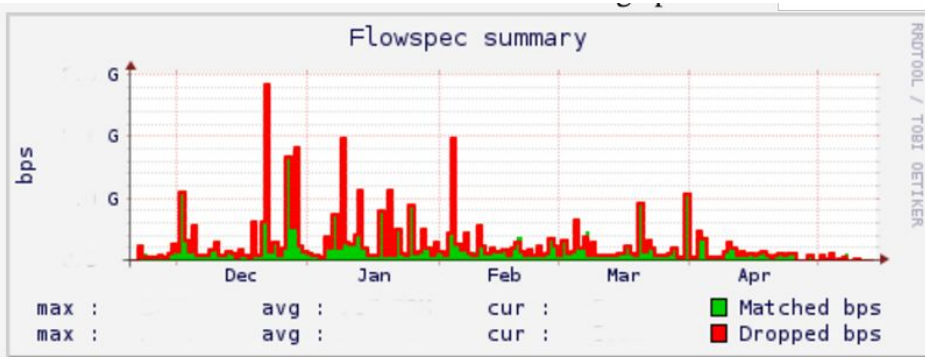 Flowspec summary
RRDTOOL / TOBI OETIKER
G
G
G
bps
Dec Jan Feb Mar Apr
max : avg : cur : Matched bps
max : avg : cur : Dropped bps